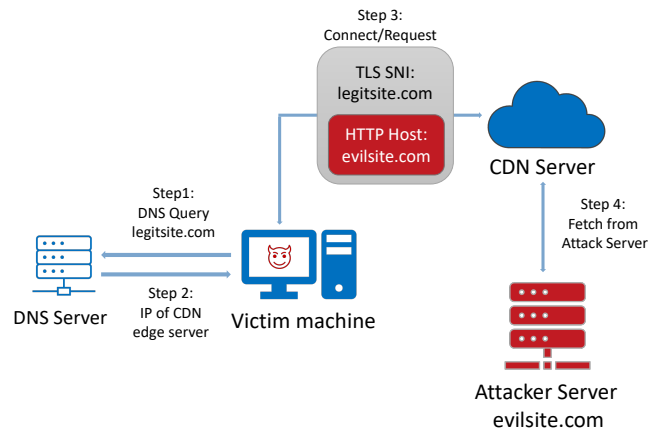 Step 3:
Connect/Request
TLS SNI:
legitsite.com
HTTP Host:
evilsite.com
CDN Server
Step1:
DNS Query
legitsite.com
Step 4:
Fetch from
Attack Server
DNS Server
Step 2:
IP of CDN
edge server
Victim machine
Attacker Server
evilsite.com